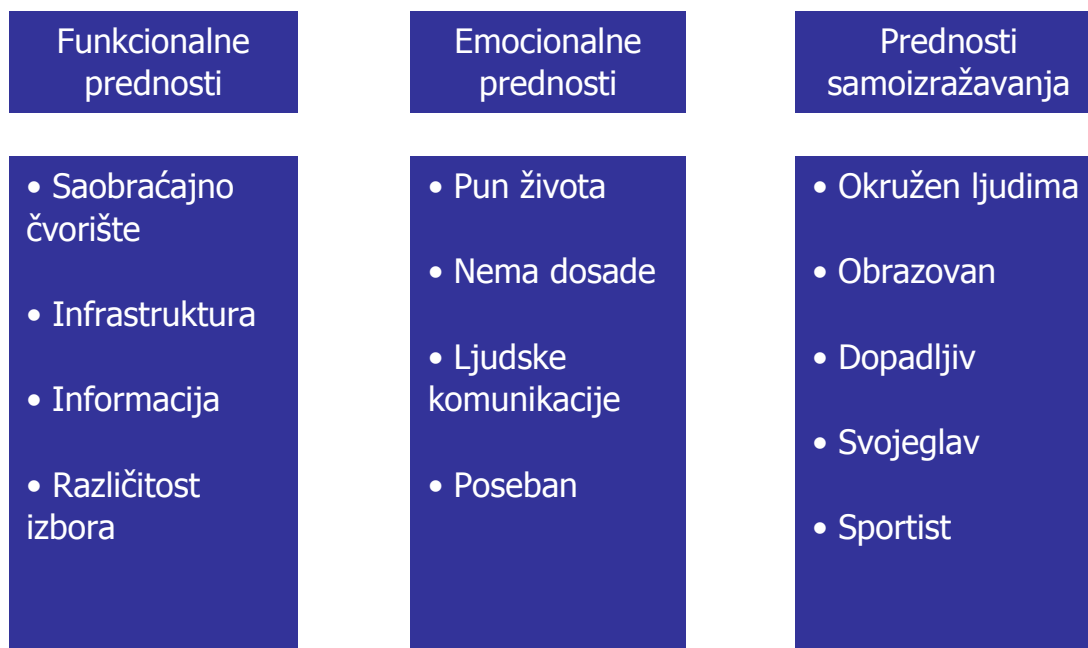 Funkcionalne
prednosti
• Saobraćajno
čvorište
• Infrastruktura
• Informacija
• Različitost
izbora
Emocionalne
prednosti
• Pun života
• Nema dosade
• Ljudske
komunikacije
• Poseban
Prednosti
samoizražavanja
• Okružen ljudima
• Obrazovan
• Dopadljiv
• Svojeglav
• Sportist